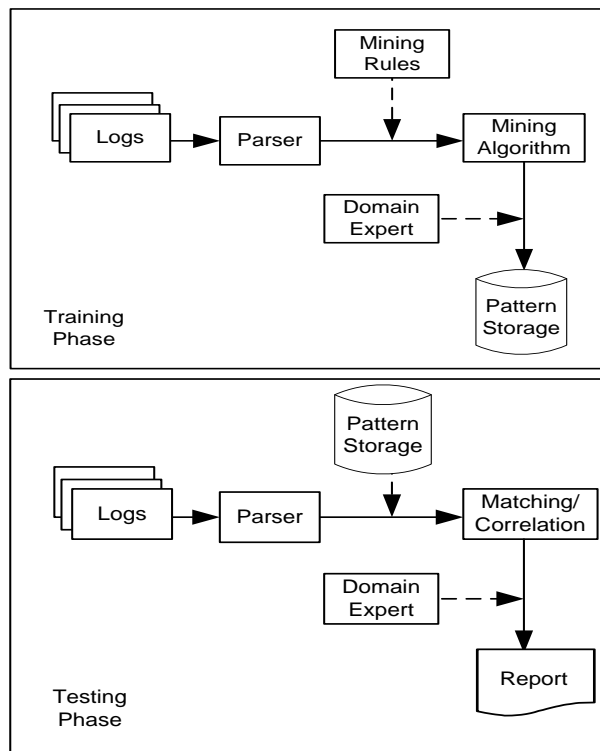 Mining
Rules
Logs
Parser
Mining
Algorithm
Domain
Expert
Pattern
Storage
Training
Phase
Pattern
Storage
Logs
Parser
Matching/
Correlation
Domain
Expert
Report
Testing
Phase